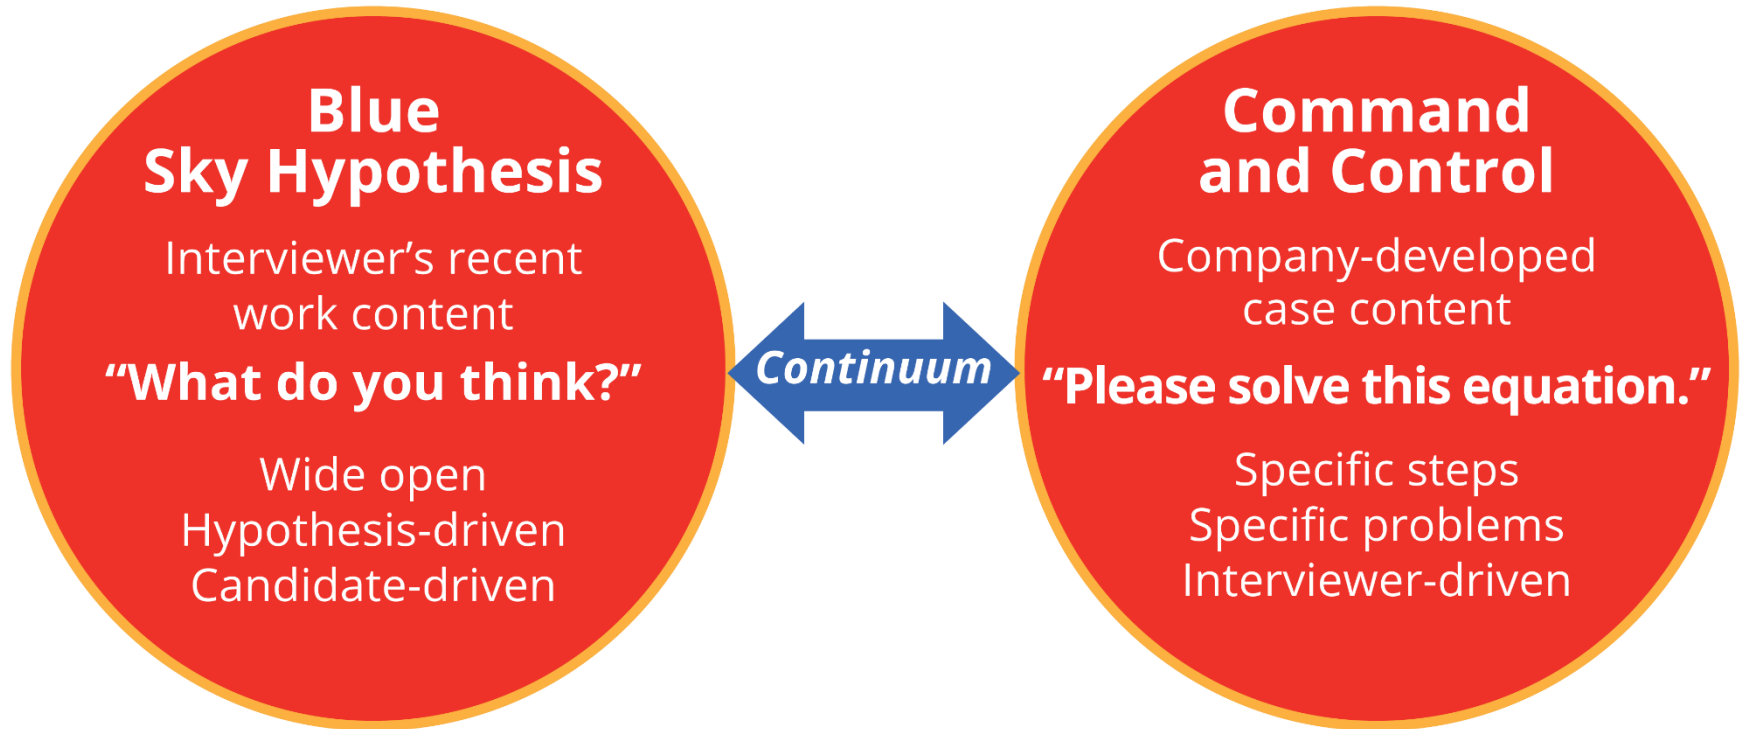 Blue
Sky Hypothesis
Interviewer’s recent
work content
“What do you think?”
Wide open
Hypothesis-driven
Candidate-driven
Continuum
Command
and Control
Company-developed
case content
“Please solve this equation.”
Specific steps
Specific problems
Interviewer-driven